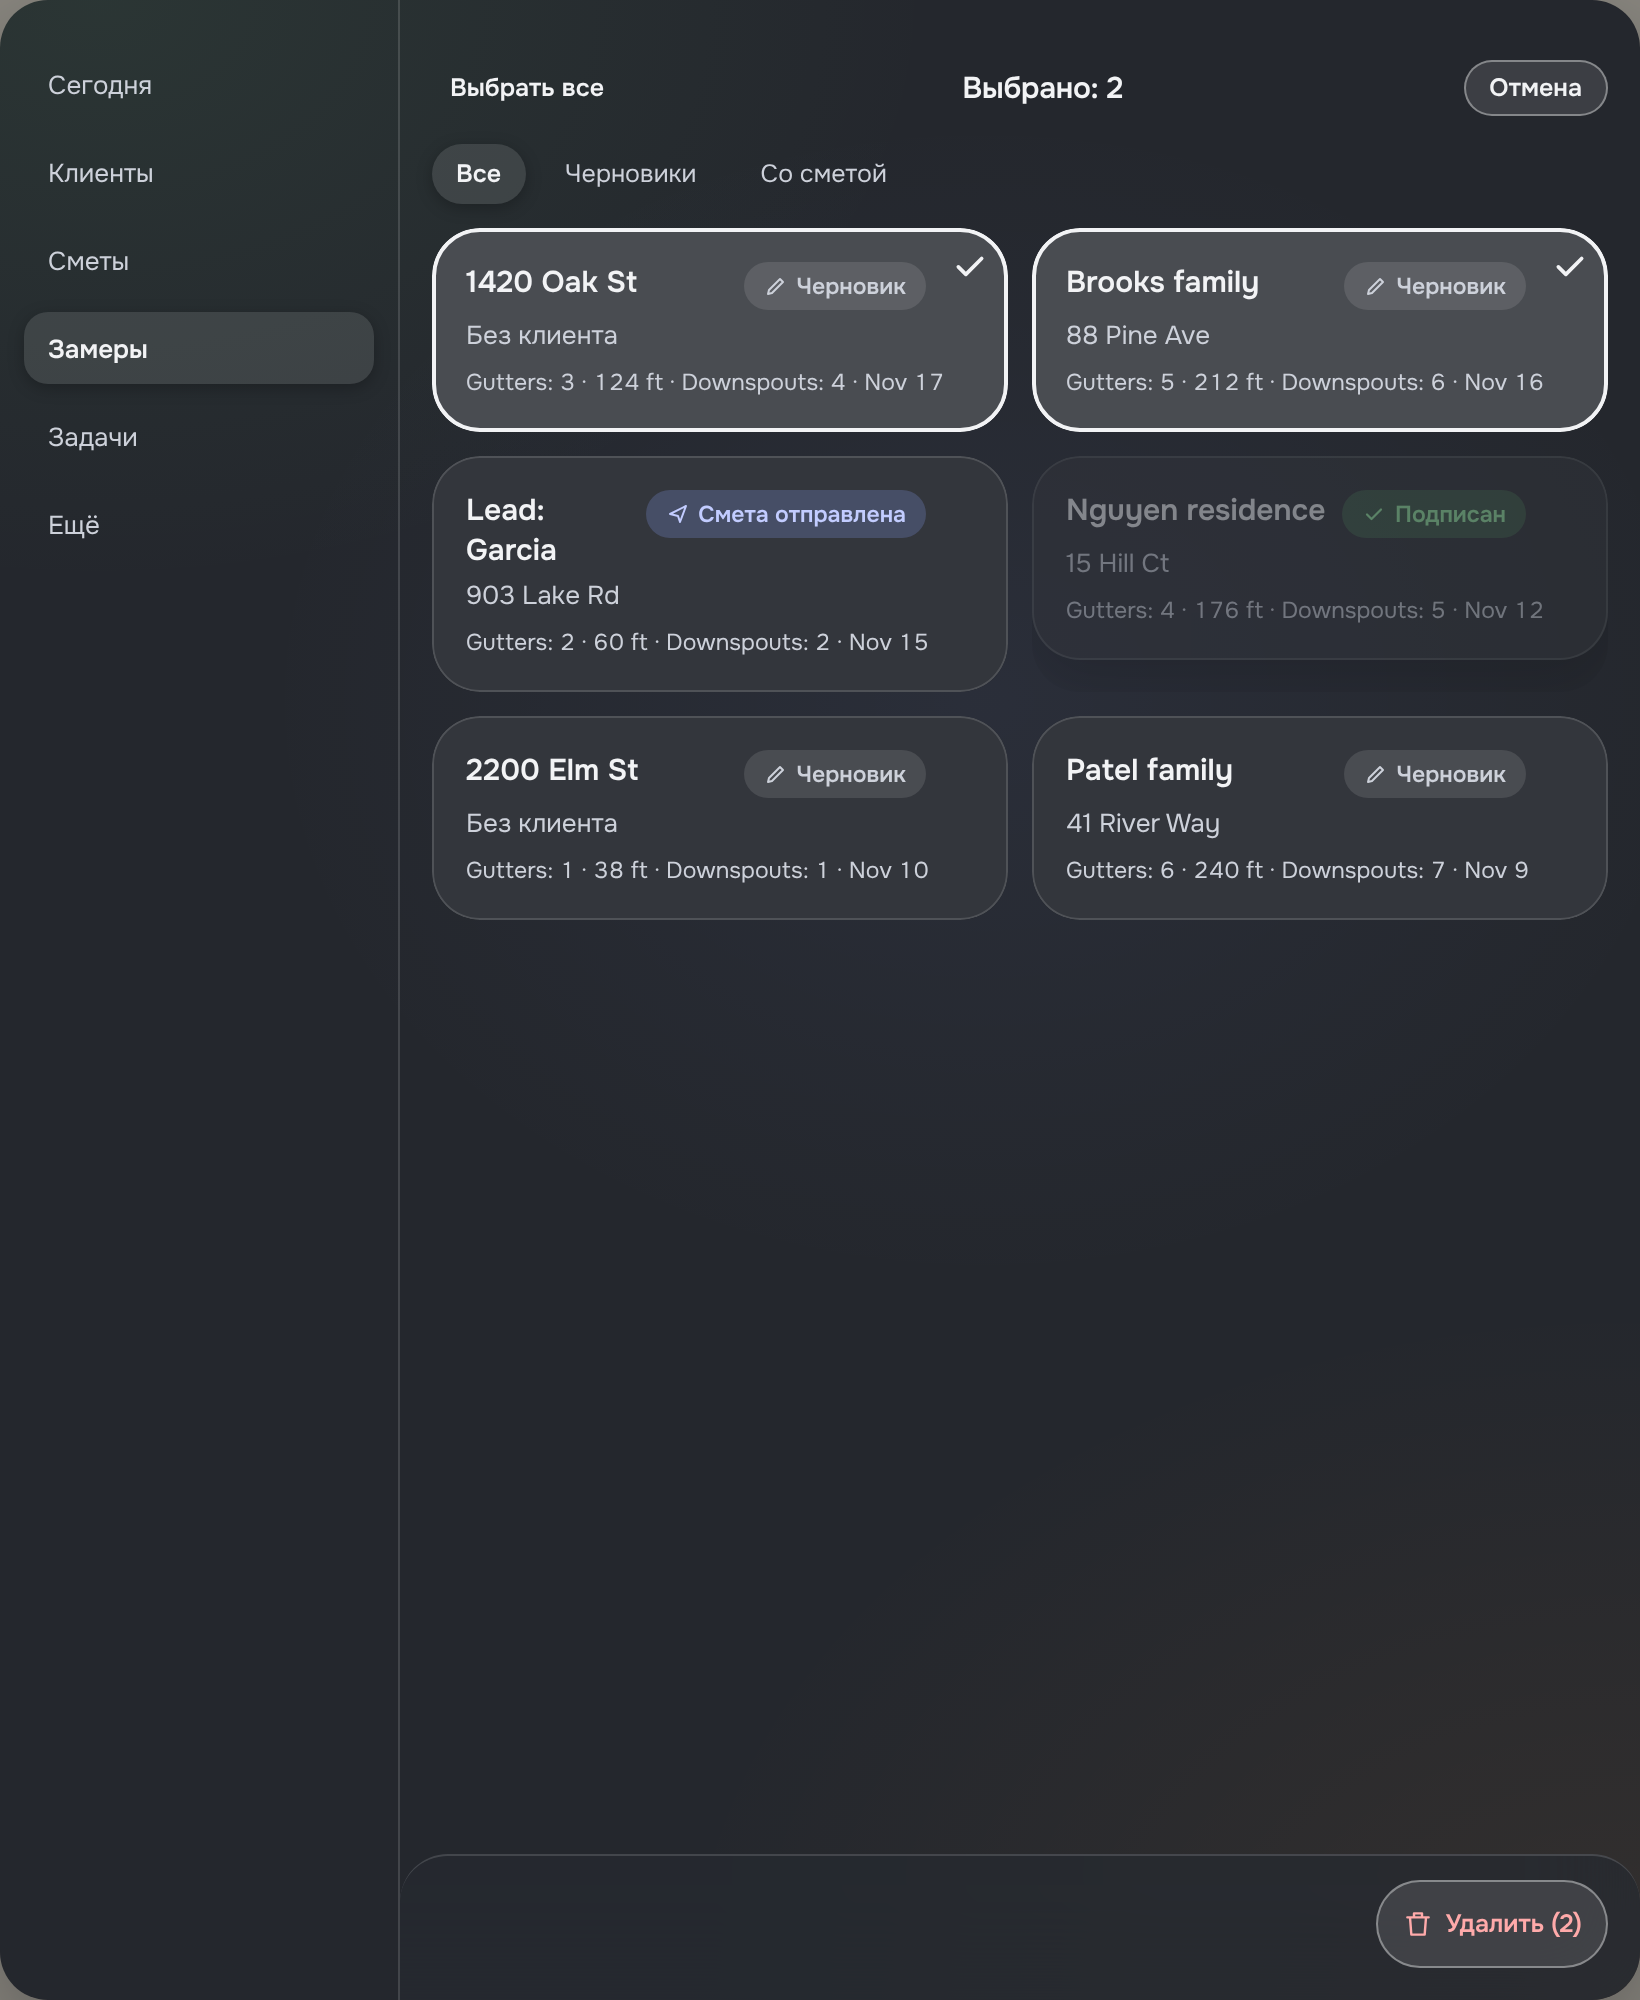 Сегодня
Клиенты
Сметы
Замеры
Задачи
Ещё
Выбрать все
Выбрано: 2
Отмена
Все
Черновики
Со сметой
1420 Oak St
Черновик
Без клиента
Gutters: 3 · 124 ft · Downspouts: 4 · Nov 17
Brooks family
Черновик
88 Pine Ave
Gutters: 5 · 212 ft · Downspouts: 6 · Nov 16
Lead:
Garcia
Смета отправлена
903 Lake Rd
Gutters: 2 · 60 ft · Downspouts: 2 · Nov 15
Nguyen residence
Подписан
15 Hill Ct
Gutters: 4 · 176 ft · Downspouts: 5 · Nov 12
2200 Elm St
Черновик
Без клиента
Gutters: 1 · 38 ft · Downspouts: 1 · Nov 10
Patel family
Черновик
41 River Way
Gutters: 6 · 240 ft · Downspouts: 7 · Nov 9
Удалить (2)